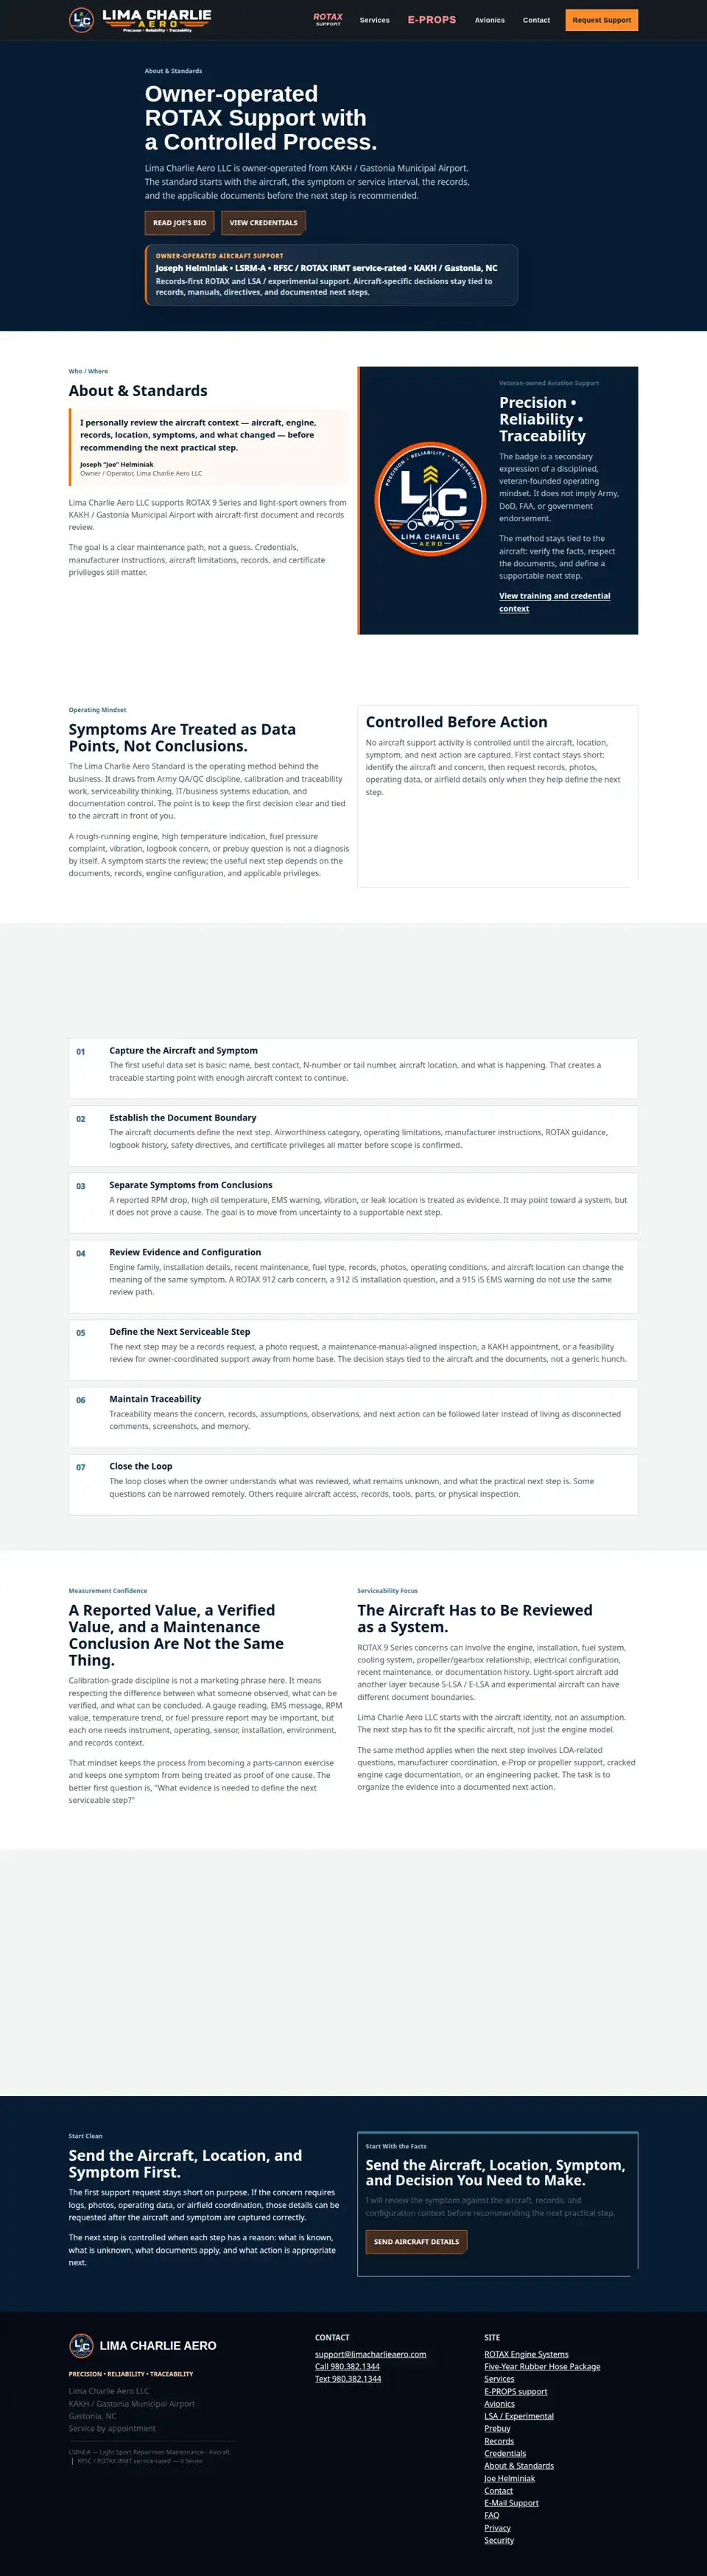 LIMA CHARLIE
AERO
Precision • Reliability • Traceability
ROTAX
SUPPORT
Services
E-PROPS
Avionics
Contact
Request Support
About & Standards
Owner-operated
ROTAX Support with
a Controlled Process.
Lima Charlie Aero LLC is owner-operated from KAKH / Gastonia Municipal Airport.
The standard starts with the aircraft, the symptom or service interval, the records,
and the applicable documents before the next step is recommended.
READ JOE'S BIO
VIEW CREDENTIALS
OWNER-OPERATED AIRCRAFT SUPPORT
Joseph Helminiak • LSRM-A • RFSC / ROTAX iRMT service-rated • KAKH / Gastonia, NC
Records-first ROTAX and LSA / experimental support. Aircraft-specific decisions stay tied to
records, manuals, directives, and documented next steps.
Who / Where
About & Standards
I personally review the aircraft context — aircraft, engine,
records, location, symptoms, and what changed — before
recommending the next practical step.
Joseph “Joe” Helminiak
Owner / Operator, Lima Charlie Aero LLC
Lima Charlie Aero LLC supports ROTAX 9 Series and light-sport owners from
KAKH / Gastonia Municipal Airport with aircraft-first document and records
review.
The goal is a clear maintenance path, not a guess. Credentials,
manufacturer instructions, aircraft limitations, records, and certificate
privileges still matter.
PRECISION • RELIABILITY • TRACEABILITY
LC
LIMA CHARLIE
AERO
Veteran-owned Aviation Support
Precision •
Reliability •
Traceability
The badge is a secondary
expression of a disciplined,
veteran-founded operating
mindset. It does not imply Army,
DoD, FAA, or government
endorsement.
The method stays tied to the
aircraft: verify the facts, respect
the documents, and define a
supportable next step.
View training and credential
context
Operating Mindset
Symptoms Are Treated as Data
Points, Not Conclusions.
The Lima Charlie Aero Standard is the operating method behind the
business. It draws from Army QA/QC discipline, calibration and traceability
work, serviceability thinking, IT/business systems education, and
documentation control. The point is to keep the first decision clear and tied
to the aircraft in front of you.
A rough-running engine, high temperature indication, fuel pressure
complaint, vibration, logbook concern, or prebuy question is not a diagnosis
by itself. A symptom starts the review; the useful next step depends on the
documents, records, engine configuration, and applicable privileges.
Controlled Before Action
No aircraft support activity is controlled until the aircraft, location,
symptom, and next action are captured. First contact stays short:
identify the aircraft and concern, then request records, photos,
operating data, or airfield details only when they help define the next
step.
01
Capture the Aircraft and Symptom
The first useful data set is basic: name, best contact, N-number or tail number, aircraft location, and what is happening. That creates a
traceable starting point with enough aircraft context to continue.
02
Establish the Document Boundary
The aircraft documents define the next step. Airworthiness category, operating limitations, manufacturer instructions, ROTAX guidance,
logbook history, safety directives, and certificate privileges all matter before scope is confirmed.
03
Separate Symptoms from Conclusions
A reported RPM drop, high oil temperature, EMS warning, vibration, or leak location is treated as evidence. It may point toward a system, but
it does not prove a cause. The goal is to move from uncertainty to a supportable next step.
04
Review Evidence and Configuration
Engine family, installation details, recent maintenance, fuel type, records, photos, operating conditions, and aircraft location can change the
meaning of the same symptom. A ROTAX 912 carb concern, a 912 iS installation question, and a 915 iS EMS warning do not use the same
review path.
05
Define the Next Serviceable Step
The next step may be a records request, a photo request, a maintenance-manual-aligned inspection, a KAKH appointment, or a feasibility
review for owner-coordinated support away from home base. The decision stays tied to the aircraft and the documents, not a generic hunch.
06
Maintain Traceability
Traceability means the concern, records, assumptions, observations, and next action can be followed later instead of living as disconnected
comments, screenshots, and memory.
07
Close the Loop
The loop closes when the owner understands what was reviewed, what remains unknown, and what the practical next step is. Some
questions can be narrowed remotely. Others require aircraft access, records, tools, parts, or physical inspection.
Measurement Confidence
A Reported Value, a Verified
Value, and a Maintenance
Conclusion Are Not the Same
Thing.
Calibration-grade discipline is not a marketing phrase here. It means
respecting the difference between what someone observed, what can be
verified, and what can be concluded. A gauge reading, EMS message, RPM
value, temperature trend, or fuel pressure report may be important, but
each one needs instrument, operating, sensor, installation, environment,
and records context.
That mindset keeps the process from becoming a parts-cannon exercise
and keeps one symptom from being treated as proof of one cause. The
better first question is, "What evidence is needed to define the next
serviceable step?"
Serviceability Focus
The Aircraft Has to Be Reviewed
as a System.
ROTAX 9 Series concerns can involve the engine, installation, fuel system,
cooling system, propeller/gearbox relationship, electrical configuration,
recent maintenance, or documentation history. Light-sport aircraft add
another layer because S-LSA / E-LSA and experimental aircraft can have
different document boundaries.
Lima Charlie Aero LLC starts with the aircraft identity, not an assumption.
The next step has to fit the specific aircraft, not just the engine model.
The same method applies when the next step involves LOA-related
questions, manufacturer coordination, e-Prop or propeller support, cracked
engine cage documentation, or an engineering packet. The task is to
organize the evidence into a documented next action.
Start Clean
Send the Aircraft, Location, and
Symptom First.
The first support request stays short on purpose. If the concern requires
logs, photos, operating data, or airfield coordination, those details can be
requested after the aircraft and symptom are captured correctly.
The next step is controlled when each step has a reason: what is known,
what is unknown, what documents apply, and what action is appropriate
next.
Start With the Facts
Send the Aircraft, Location, Symptom,
and Decision You Need to Make.
I will review the symptom against the aircraft, records, and
configuration context before recommending the next practical step.
SEND AIRCRAFT DETAILS
LIMA CHARLIE AERO
PRECISION • RELIABILITY • TRACEABILITY
Lima Charlie Aero LLC
KAKH / Gastonia Municipal Airport
Gastonia, NC
Service by appointment
LSRM-A — Light Sport Repairman Maintenance - Aircraft
| RFSC / ROTAX iRMT service-rated — 9 Series
CONTACT
support@limacharlieaero.com
Call 980.382.1344
Text 980.382.1344
SITE
ROTAX Engine Systems
Five-Year Rubber Hose Package
Services
E-PROPS support
Avionics
LSA / Experimental
Prebuy
Records
Credentials
About & Standards
Joe Helminiak
Contact
E-Mail Support
FAQ
Privacy
Security